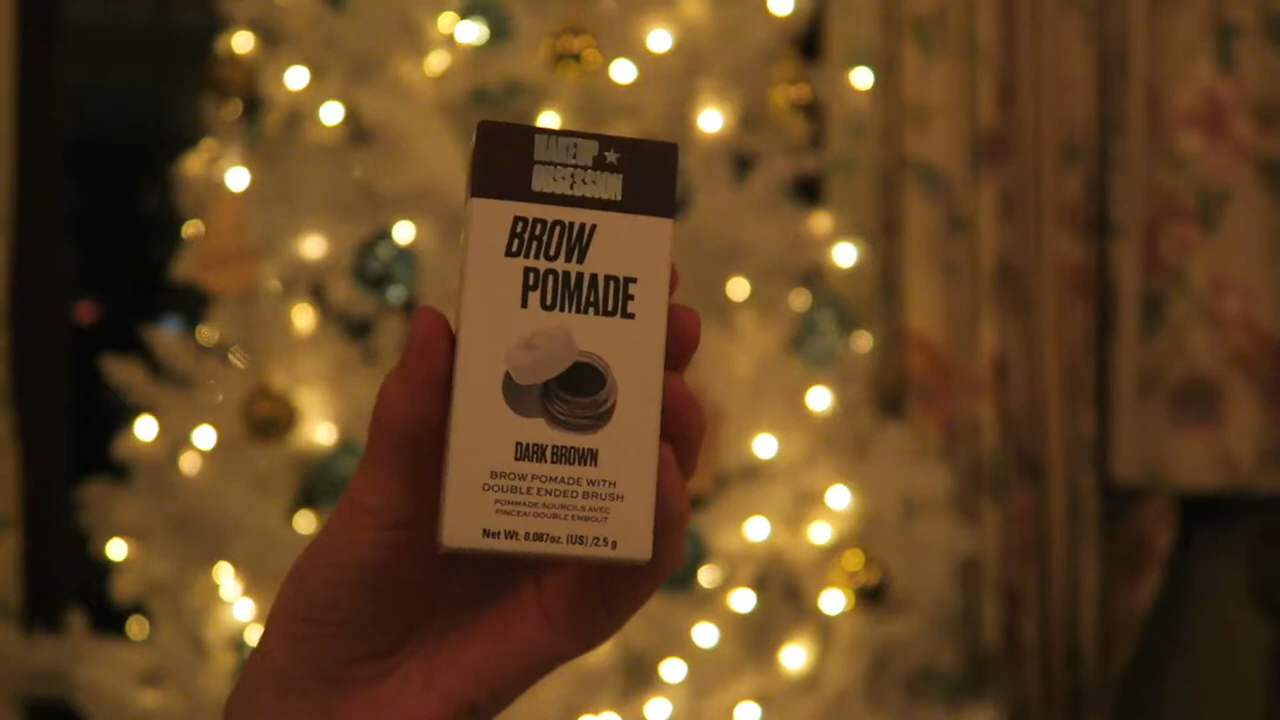 MAKEUP
OBSESSION
BROW
POMADE
DARK BROWN
BROW POMADE WITH
DOUBLE ENDED BRUSH
POMMADE SOURCILS AVEC
PINCEAI DOUBLE EMBOUT
Net Wt. 0.087oz. (US) /2.5 g